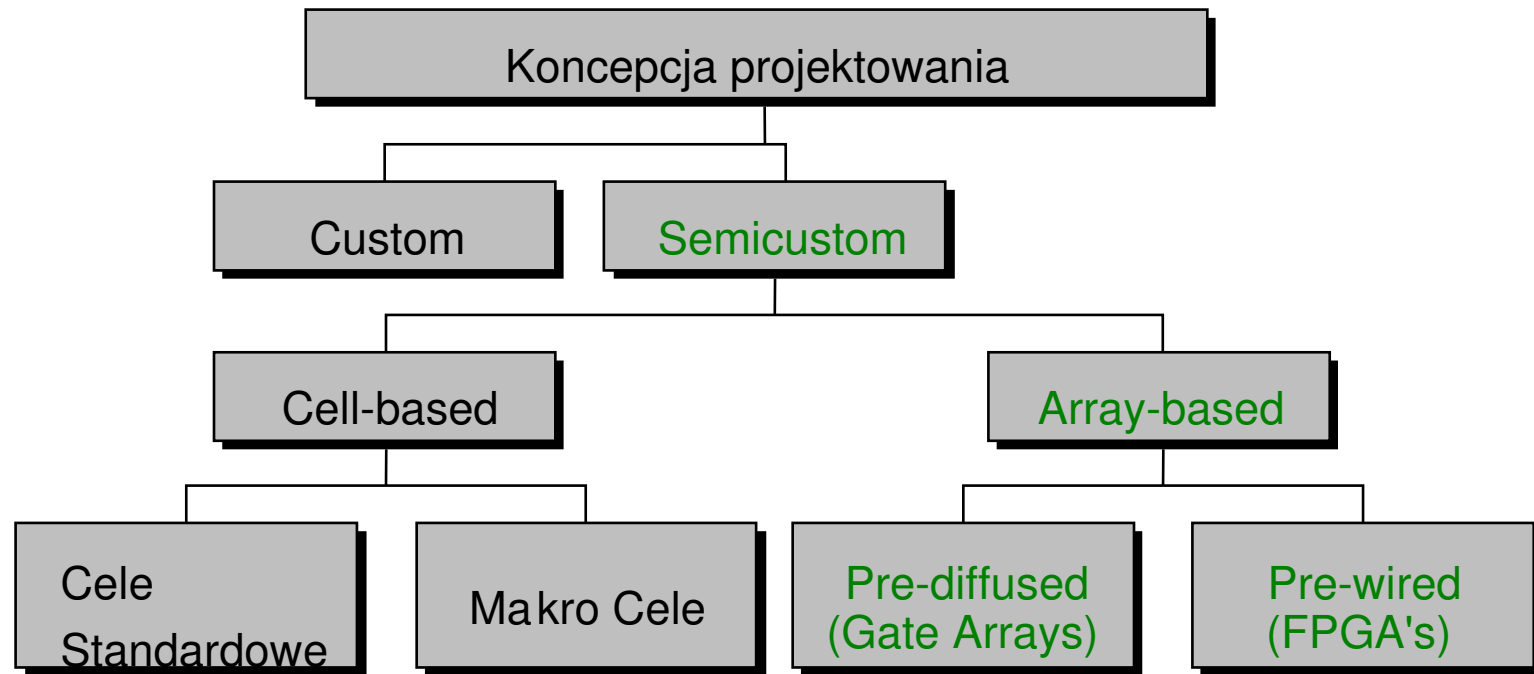 Koncepcja projektowania
Custom
Semicustom
Cell-based
Array-based
Cele
Standardowe
Makro Cele
Pre-diffused
(Gate Arrays)
Pre-wired
(FPGA's)